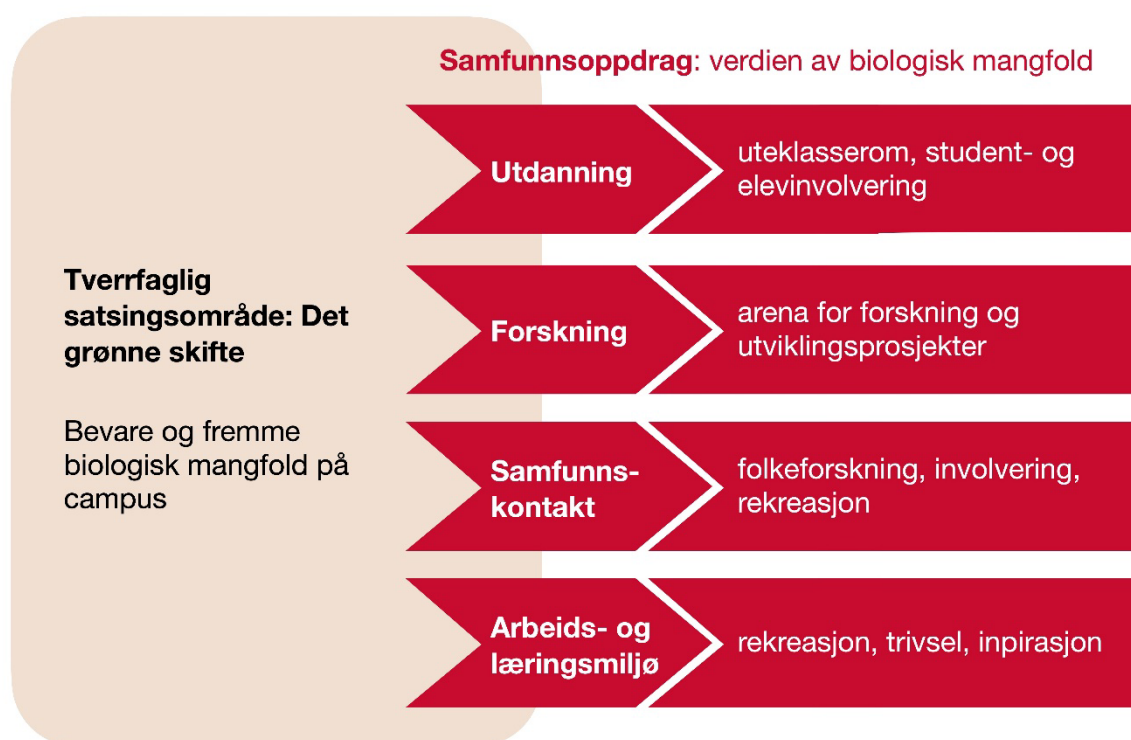 Samfunnsoppdrag: verdien av biologisk mangfold
Tverrfaglig
satsingsområde: Det
grønne skifte
Bevare og fremme
biologisk mangfold på
campus
Utdanning
uteklasserom, student- og
elevinvolvering
Forskning
arena for forskning og
utviklingsprosjekter
Samfunns-
kontakt
folkeforskning, involvering,
rekreasjon
Arbeids- og
læringsmiljø
rekreasjon, trivsel, inpirasjon